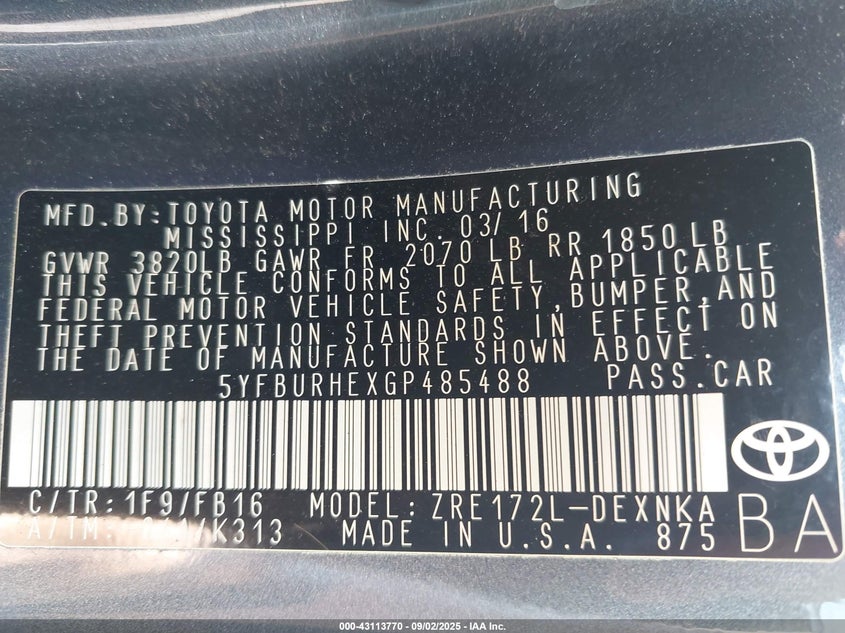 MFD.BY:TOYOTA MOTOR MANUFACTURING
MISSISSIPPI INC. 03/16
GVWR 3820LB GAWR FR 2070 LB RR 1850 LB
THIS VEHICLE CONFORMS TO ALL APPLICABLE
FEDERAL MOTOR VEHICLE SAFETY,BUMPER,AND
THEFT PREVENTION STANDARDS IN EFFECT ON
THE DATE OF MANUFACTURE SHOWN ABOVE.
5YFBURHEXGP485488 PASS.CAR
C/TR:1F9/FB16 MODEL:ZRE172L-DEXNKA
A/TM: /K313 MADE IN U.S.A. 875 BA
000-43113770 - 09/02/2025 - IAA Inc.